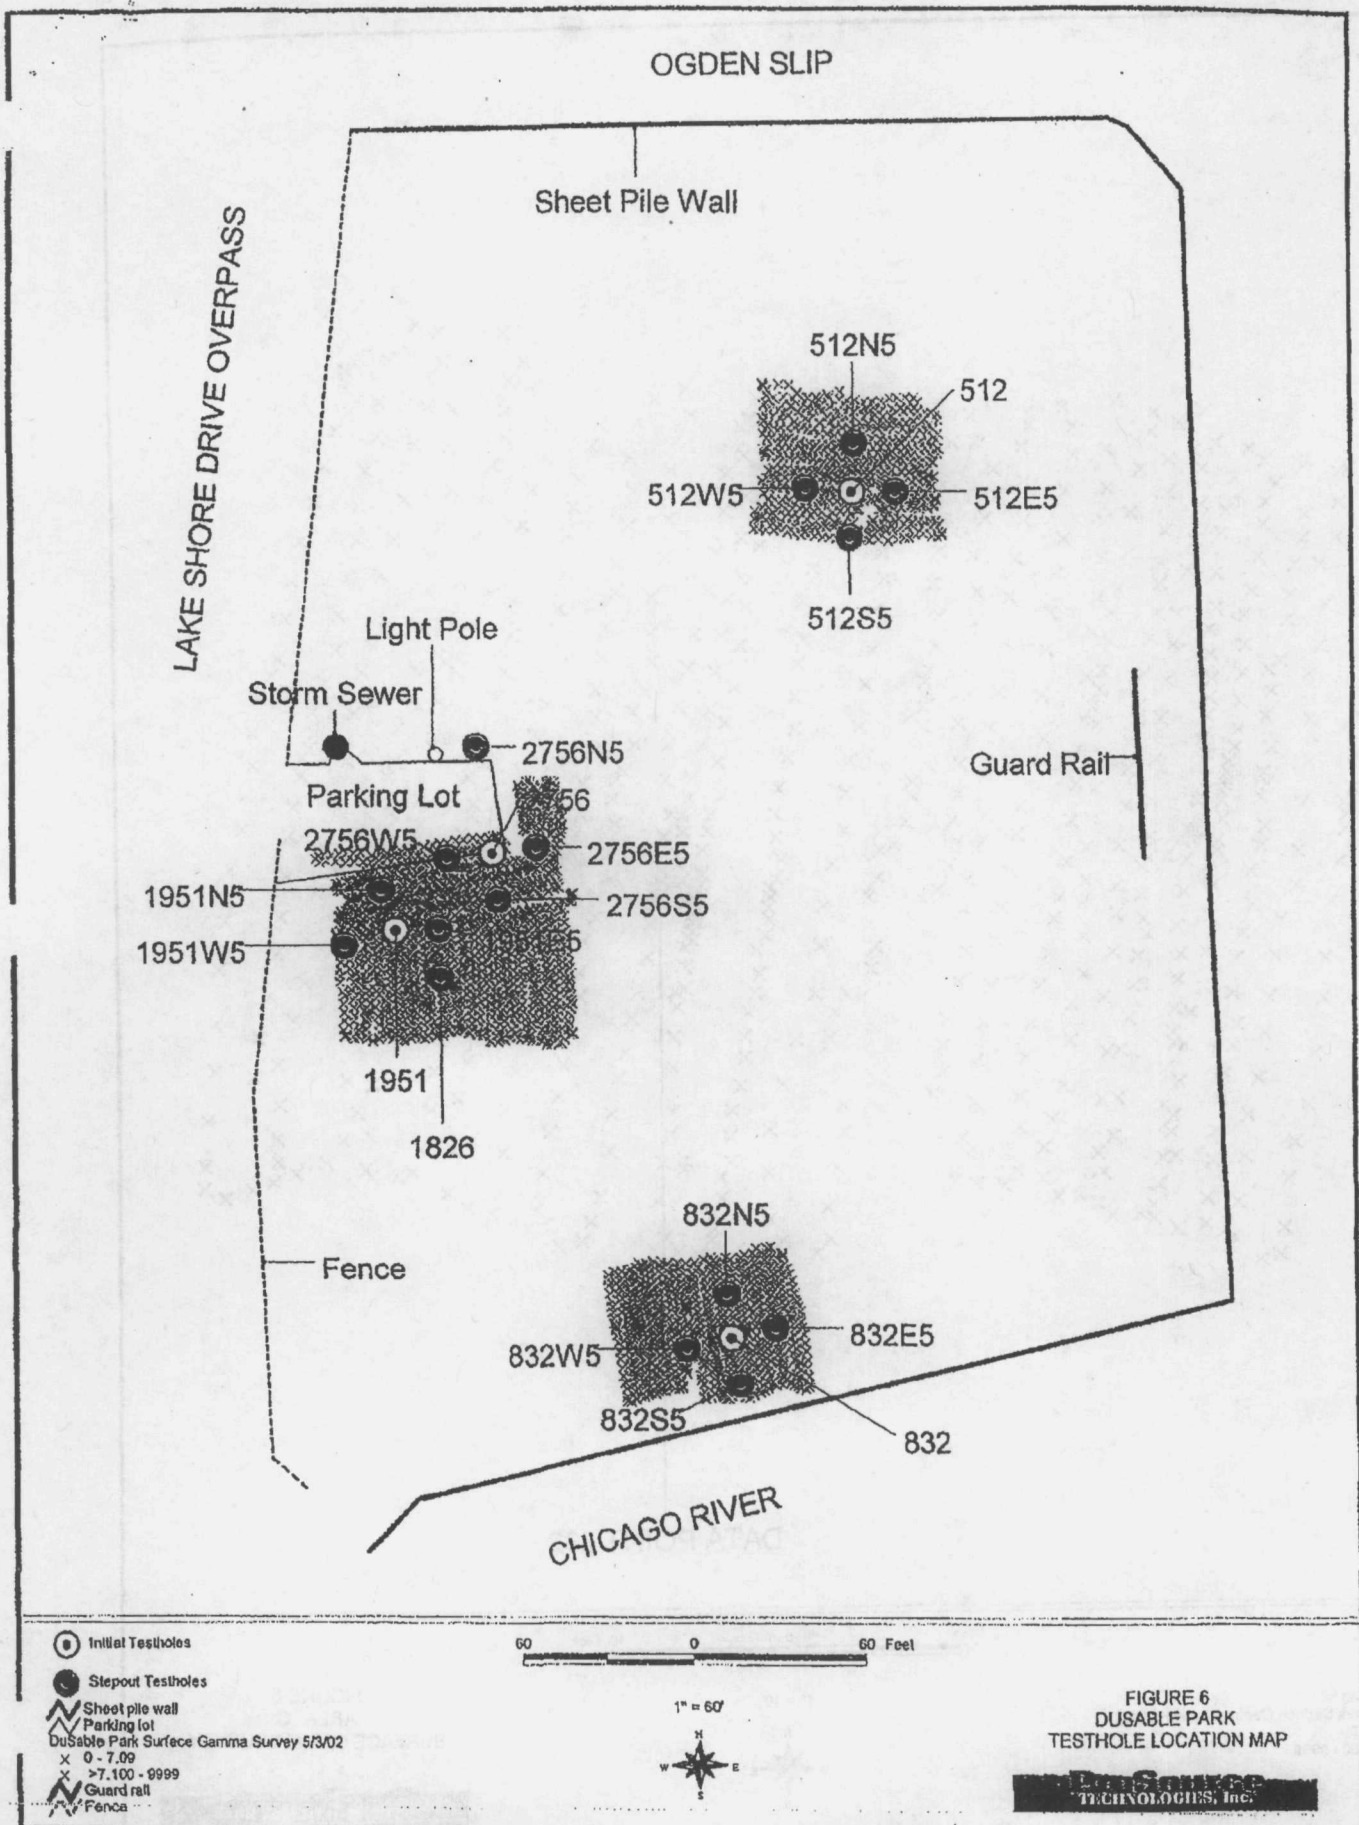 OGDEN SLIP
Sheet Pile Wall
LAKE SHORE DRIVE OVERPASS
512N5
512
512W5
512E5
512S5
Light Pole
Storm Sewer
2756N5
Guard Rail
Parking Lot
56
2756W5
2756E5
1951N5
2756S5
1951W5
1951E5
1951
1826
832N5
Fence
832E5
832W5
832S5
832
CHICAGO RIVER
Initial Testholes
Stepout Testholes
Sheet pile wall
Parking lot
DuSable Park Surface Gamma Survey 5/3/02
x 0 - 7.09
x >7.100 - 9999
Guard rail
Fence
60 0 60 Feet
1" = 60'
N
W E
S
FIGURE 6
DUSABLE PARK
TESTHOLE LOCATION MAP
TECHNOLOGIES, Inc.